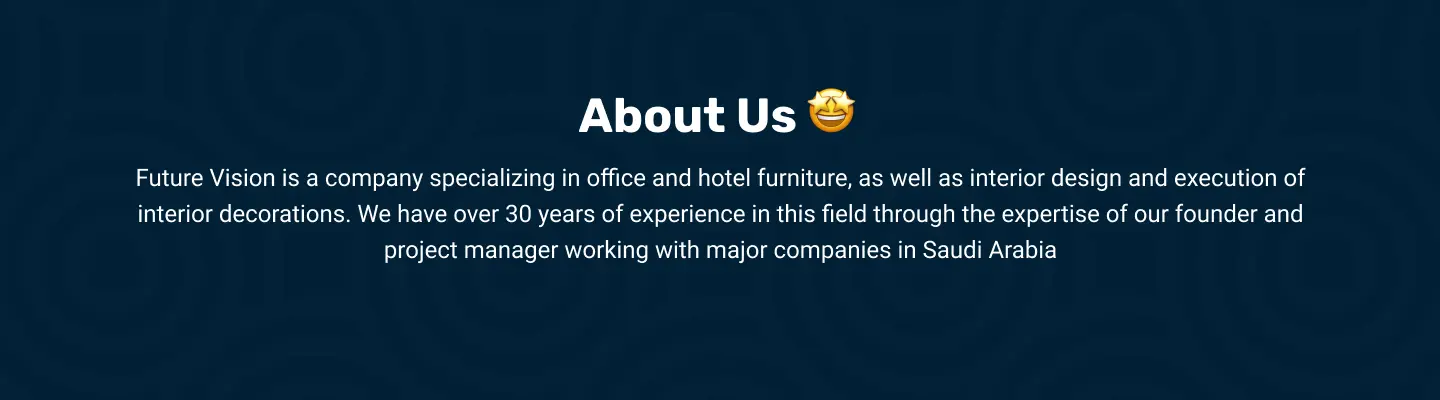 About Us 🤩
Future Vision is a company specializing in office and hotel furniture, as well as interior design and execution of
interior decorations. We have over 30 years of experience in this field through the expertise of our founder and
project manager working with major companies in Saudi Arabia